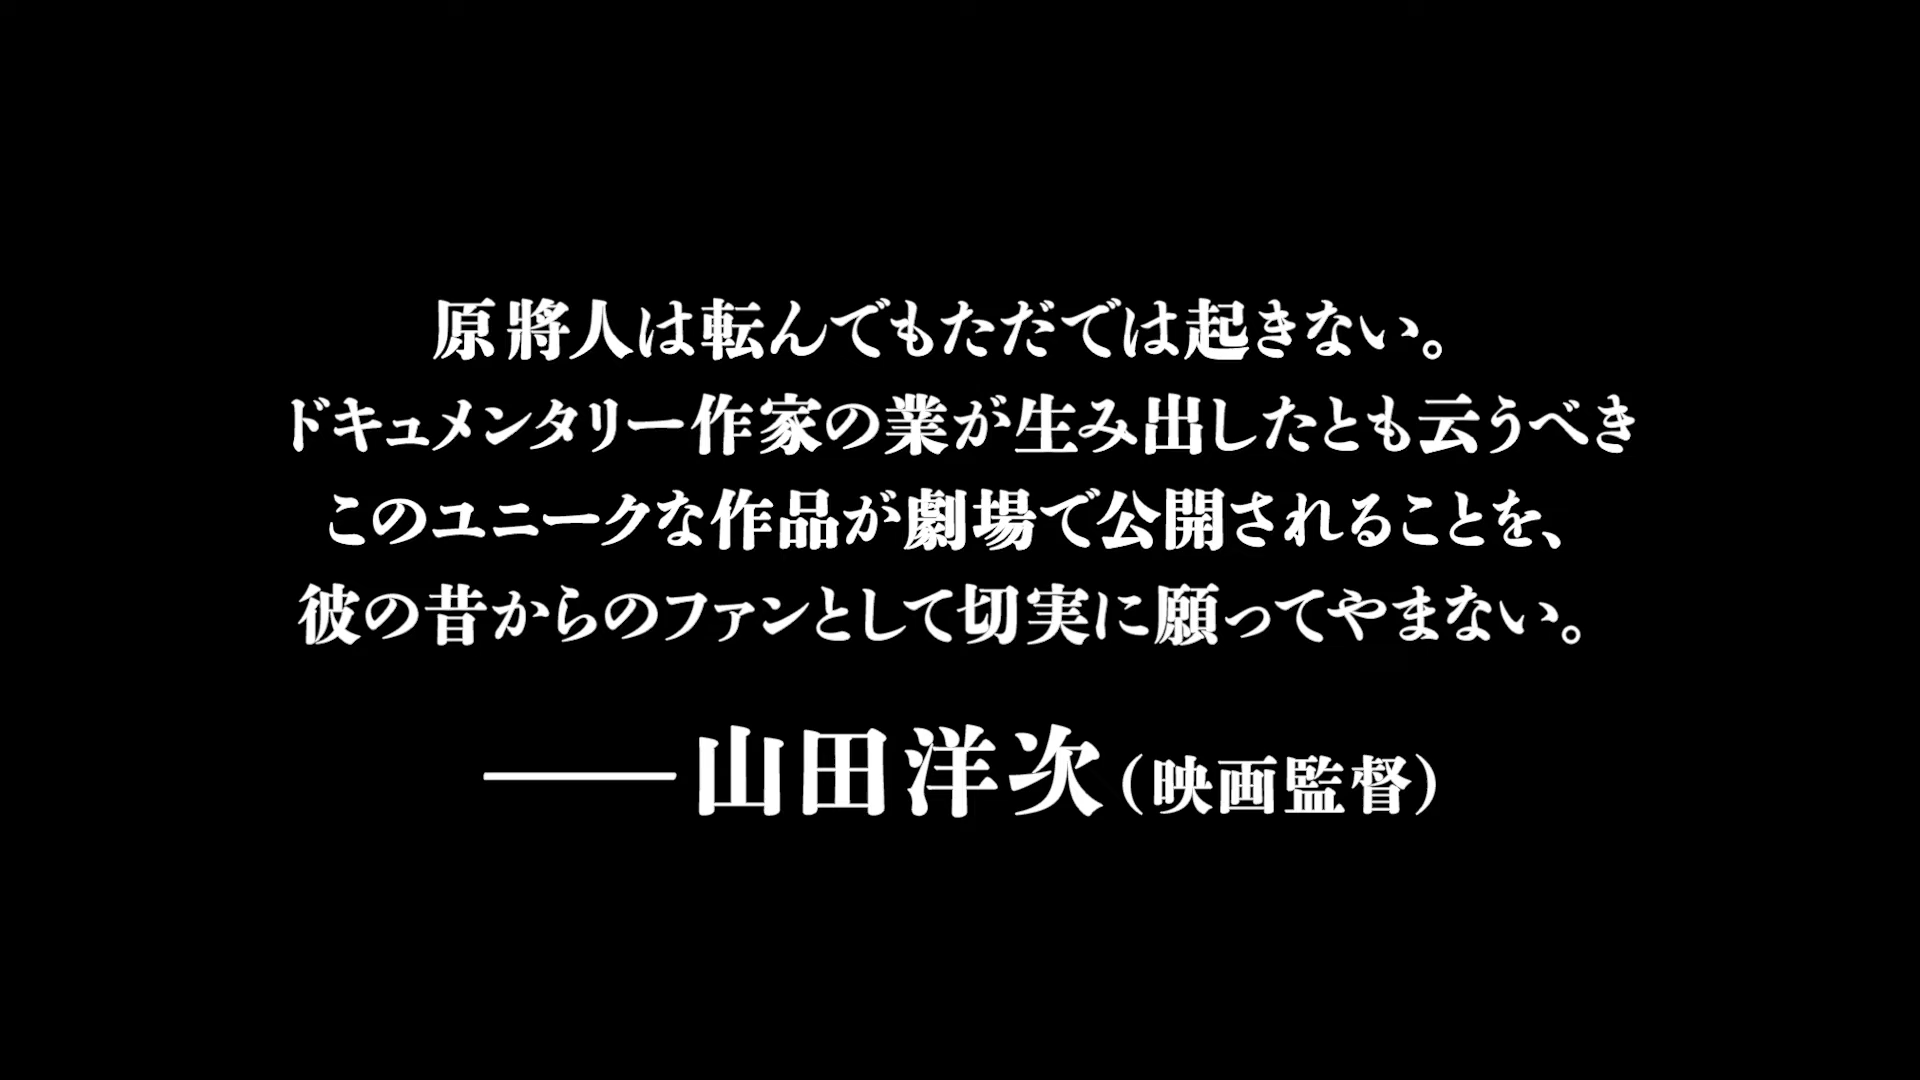 原將人は転んでもただでは起きない。
ドキュメンタリー作家の業が生み出したとも云うべき
このユニークな作品が劇場で公開されることを、
彼の昔からのファンとして切実に願ってやまない。
――山田洋次（映画監督）